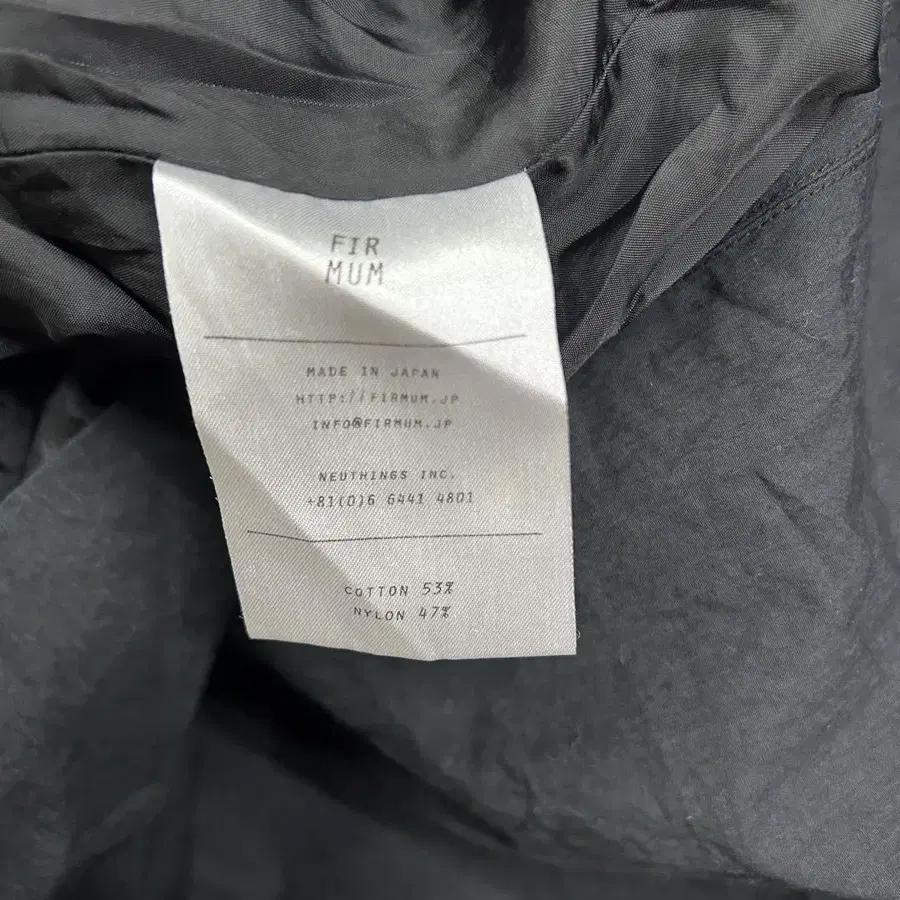 FIR
MUM
MADE IN JAPAN
HTTP://FIRMUM.JP
INFO@FIRMUM.JP
NEUTHINGS INC.
+81(0)6 6441 4801
COTTON 53%
NYLON 47%